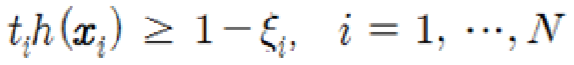 tᵢh(𝒙ᵢ) ≥ 1 − ξᵢ, i = 1, ⋯, N